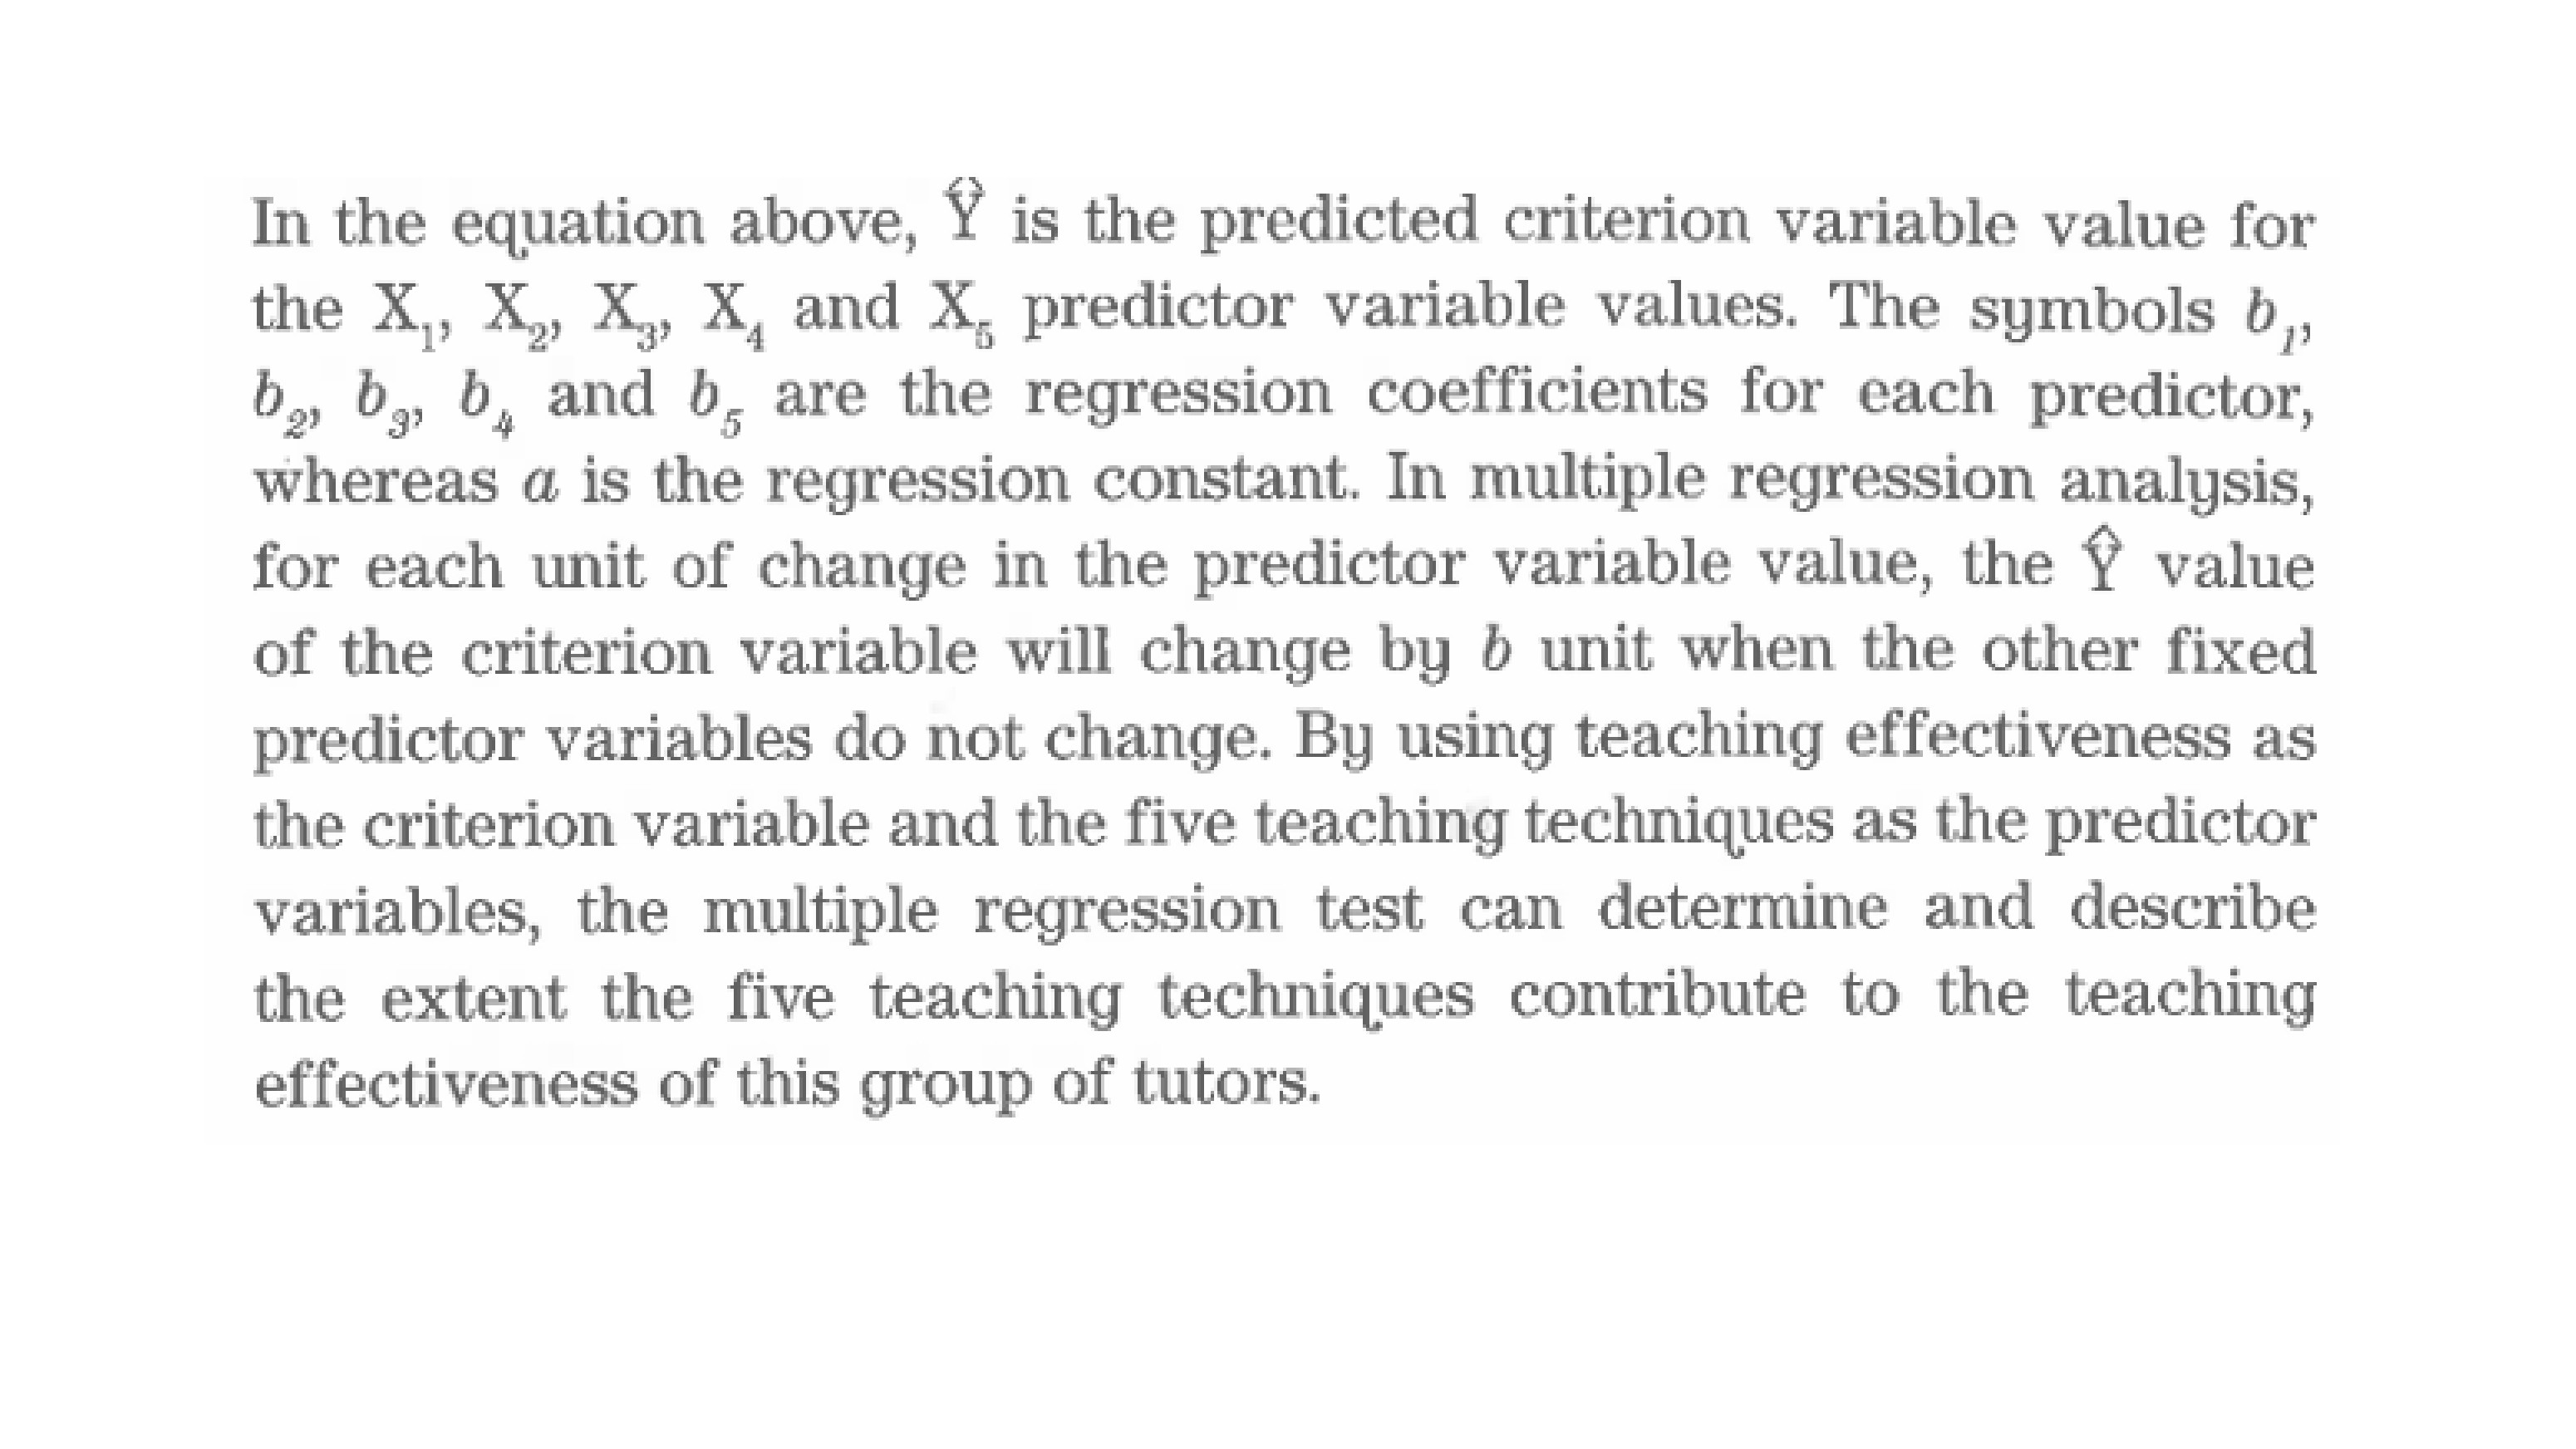 In the equation above, Ŷ is the predicted criterion variable value for
the X₁, X₂, X₃, X₄ and X₅ predictor variable values. The symbols b₁,
b₂, b₃, b₄ and b₅ are the regression coefficients for each predictor,
whereas a is the regression constant. In multiple regression analysis,
for each unit of change in the predictor variable value, the Ŷ value
of the criterion variable will change by b unit when the other fixed
predictor variables do not change. By using teaching effectiveness as
the criterion variable and the five teaching techniques as the predictor
variables, the multiple regression test can determine and describe
the extent the five teaching techniques contribute to the teaching
effectiveness of this group of tutors.